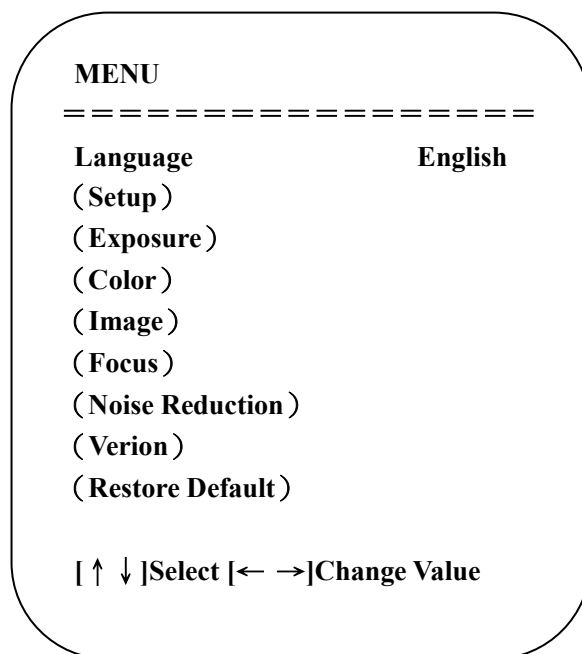 MENU
=================
Language English
(Setup)
(Exposure)
(Color)
(Image)
(Focus)
(Noise Reduction)
(Verion)
(Restore Default)
[↑ ↓]Select [← →]Change Value